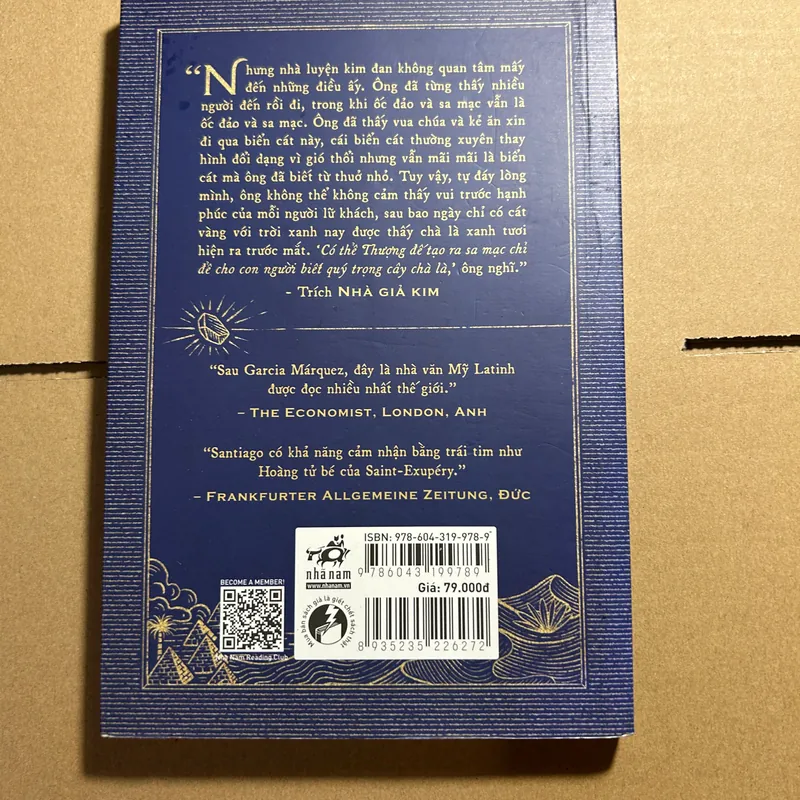 “Nhưng nhà luyện kim đan không quan tâm mấy
đến những điều ấy. Ông đã từng thấy nhiều
người đến rồi đi, trong khi ốc đảo và sa mạc vẫn là
ốc đảo và sa mạc. Ông đã thấy vua chúa và kẻ ăn xin
đi qua biển cát này, cái biển cát thường xuyên thay
hình đổi dạng vì gió thổi nhưng vẫn mãi mãi là biển
cát mà ông đã biết từ thuở nhỏ. Tuy vậy, tự đáy lòng
mình, ông không thể không cảm thấy vui trước hạnh
phúc của mỗi người lữ khách, sau bao ngày chỉ có cát
vàng với trời xanh nay được thấy chà là xanh tươi
hiện ra trước mắt. ‘Có thể Thượng đế tạo ra sa mạc chỉ
để cho con người biết quý trọng cây chà là,’ ông nghĩ.”
- Trích NHÀ GIẢ KIM
“Sau Garcia Márquez, đây là nhà văn Mỹ Latinh
được đọc nhiều nhất thế giới.”
– THE ECONOMIST, LONDON, ANH
“Santiago có khả năng cảm nhận bằng trái tim như
Hoàng tử bé của Saint-Exupéry.”
– FRANKFURTER ALLGEMEINE ZEITUNG, ĐỨC
BECOME A MEMBER!
Nha Nam Reading Club
nhã nam
www.nhanam.vn
Mua bán sách giả là giết chết sách thật
ISBN: 978-604-319-978-9
9 786043 199789
Giá: 79.000đ
8 935235 226272